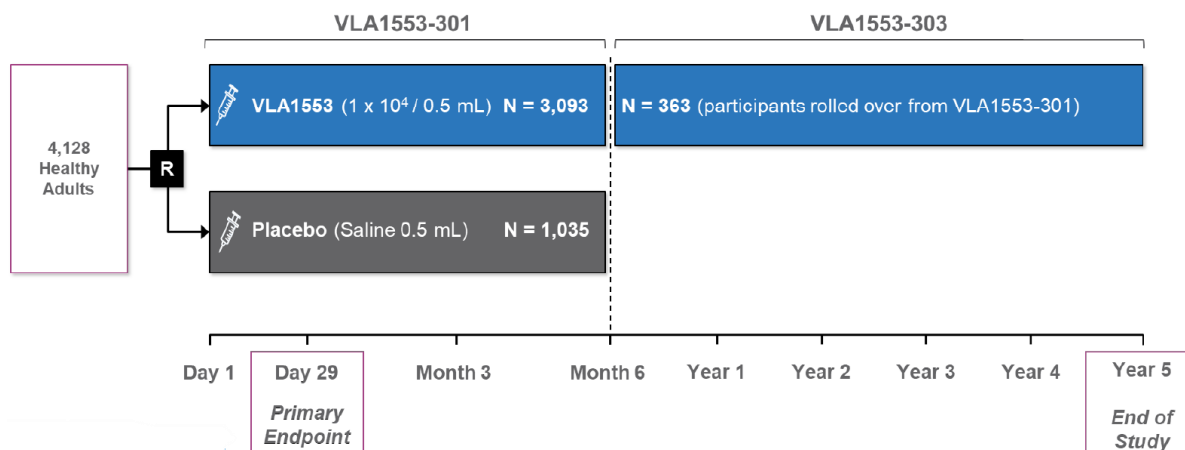 VLA1553-301
VLA1553-303
4,128
Healthy
Adults
R
VLA1553 (1 x 10⁴ / 0.5 mL) N = 3,093
N = 363 (participants rolled over from VLA1553-301)
Placebo (Saline 0.5 mL) N = 1,035
Day 1
Day 29
Month 3
Month 6
Year 1
Year 2
Year 3
Year 4
Year 5
Primary
Endpoint
End of
Study